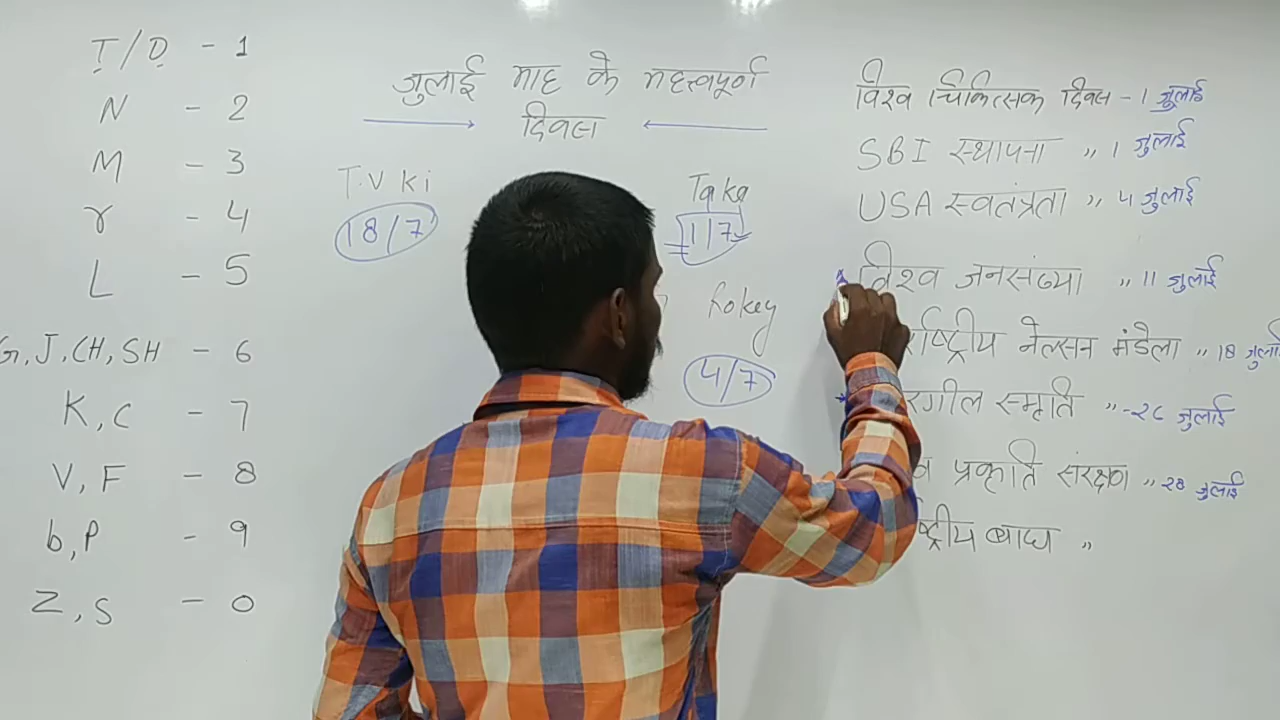 T/D - 1
N - 2
M - 3
r - 4
L - 5
G, J, CH, SH - 6
K, C - 7
V, F - 8
b, P - 9
Z, S - 0
जुलाई माह के महत्वपूर्ण
दिवस
T.V Ki
18/7
Taka
1/7
hokey
4/7
विश्व चिकित्सक दिवस - 1 जुलाई
SBI स्थापना " 1 जुलाई
USA स्वतंत्रता " 4 जुलाई
विश्व जनसंख्या " 11 जुलाई
र्राष्ट्रीय नेल्सन मंडेला " 18 जुलाई
रगील स्मृति " - 26 जुलाई
व प्रकृति संरक्षण " 28 जुलाई
ष्ट्रीय बाघ "